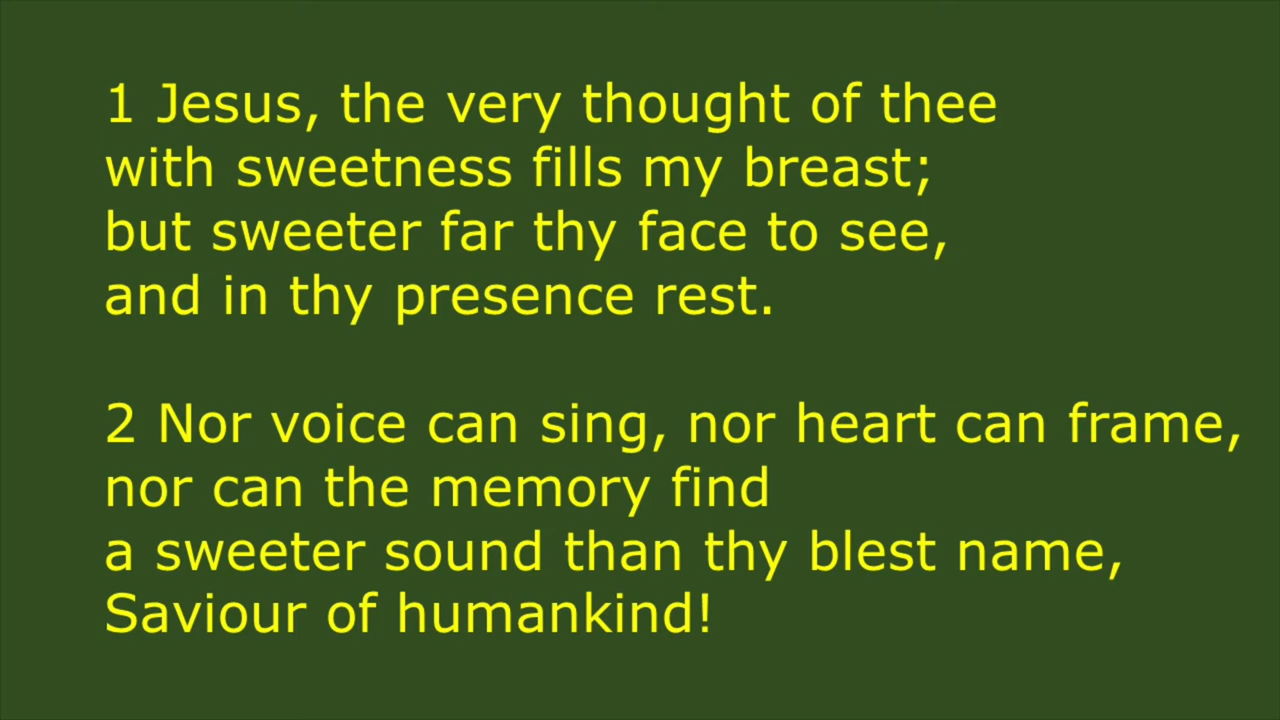 1 Jesus, the very thought of thee
with sweetness fills my breast;
but sweeter far thy face to see,
and in thy presence rest.
2 Nor voice can sing, nor heart can frame,
nor can the memory find
a sweeter sound than thy blest name,
Saviour of humankind!